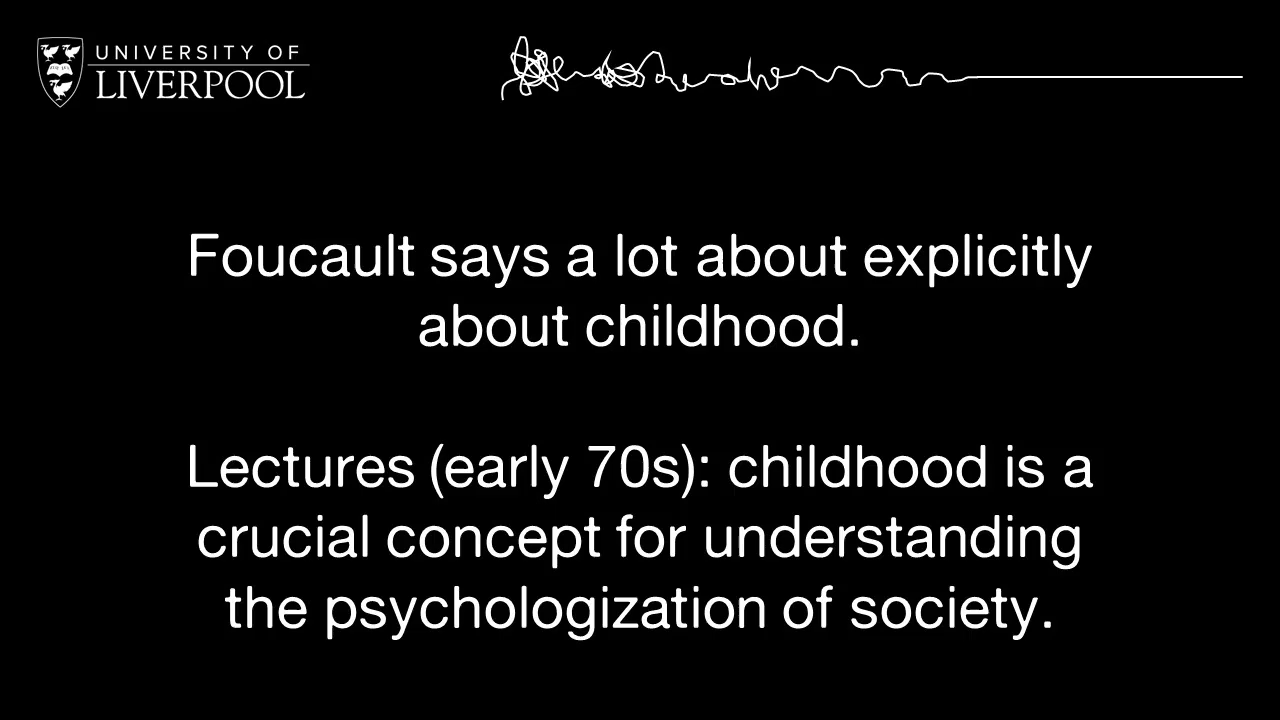 UNIVERSITY OF
LIVERPOOL
Foucault says a lot about explicitly
about childhood.
Lectures (early 70s): childhood is a
crucial concept for understanding
the psychologization of society.